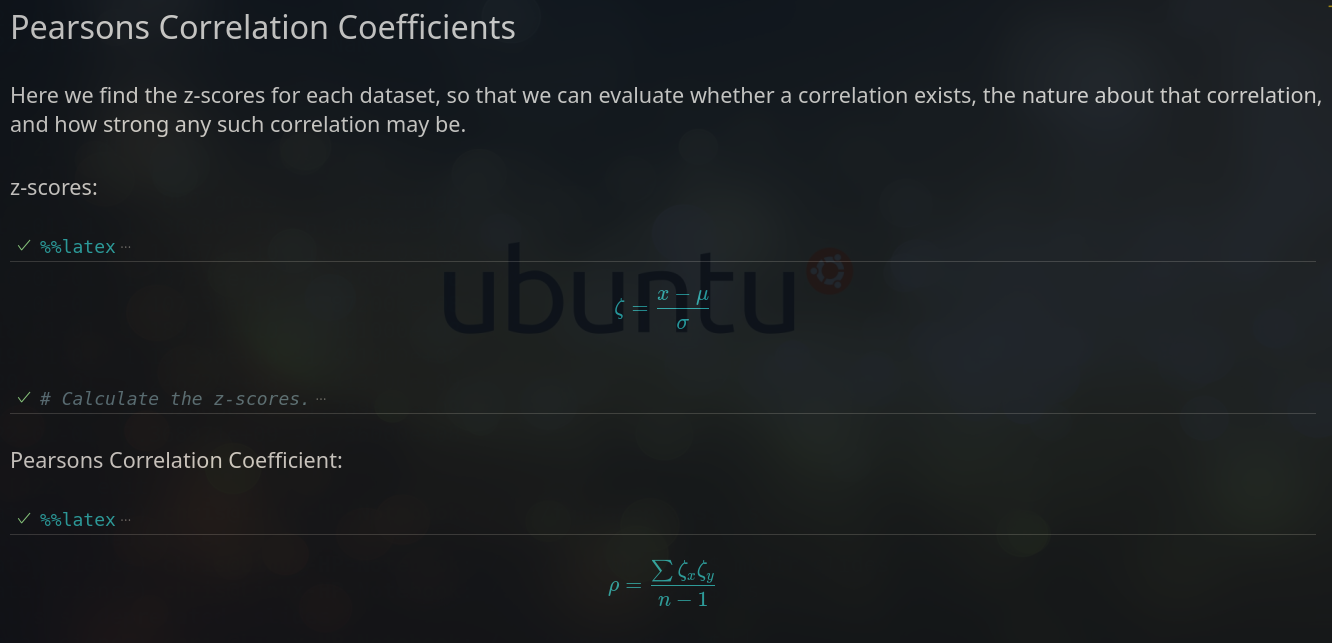 Pearsons Correlation Coefficients
Here we find the z-scores for each dataset, so that we can evaluate whether a correlation exists, the nature about that correlation,
and how strong any such correlation may be.
z-scores:
✓ %%latex ···
ubuntu
ζ = (x − μ) / σ
✓ # Calculate the z-scores. ···
Pearsons Correlation Coefficient:
✓ %%latex ···
ρ = (∑ ζₓζᵧ) / (n − 1)